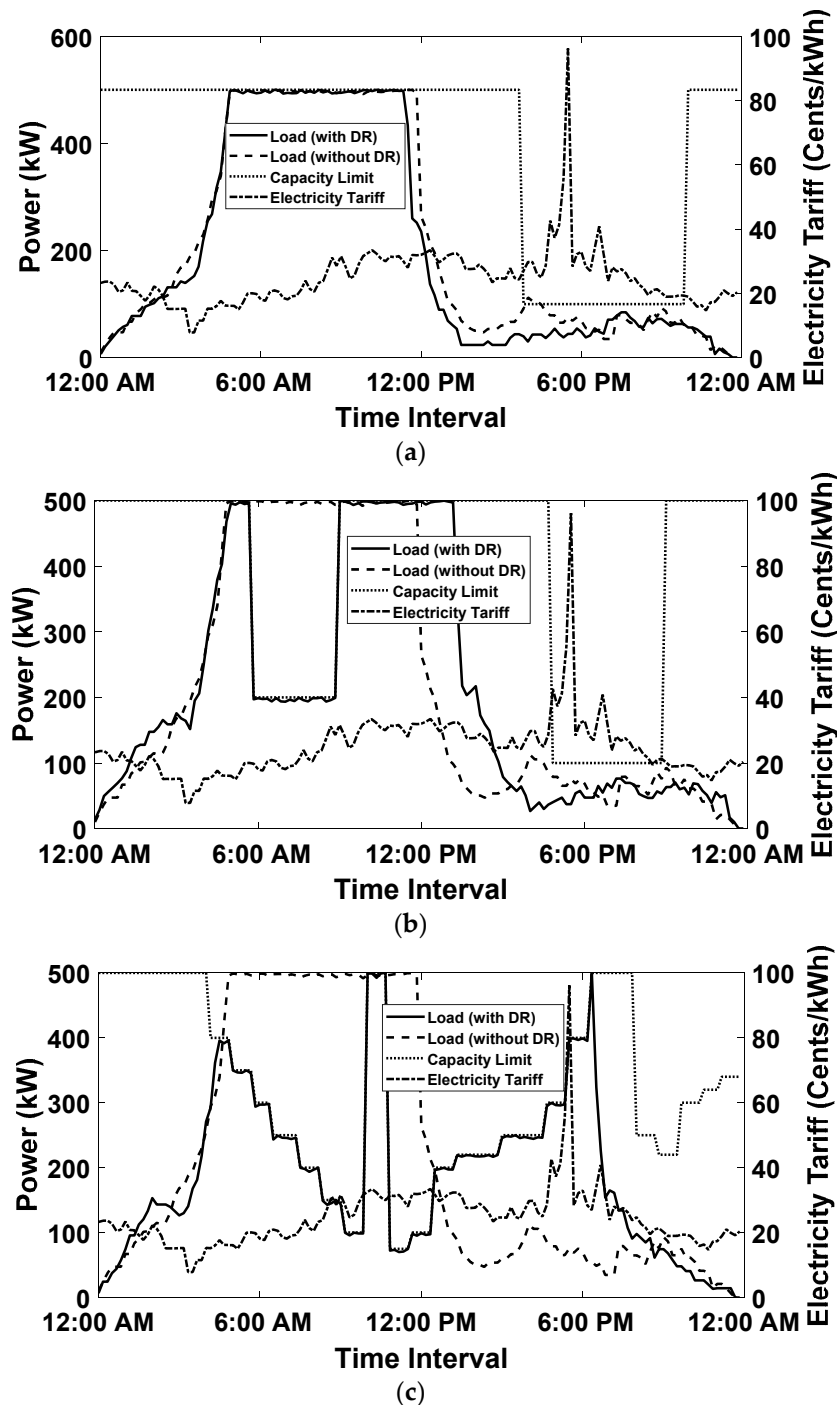 600
500
400
200
100
0
100
80
60
40
20
0
Power (kW)
Electricity Tariff (Cents/kWh)
Load (with DR)
Load (without DR)
Capacity Limit
Electricity Tariff
12:00 AM
6:00 AM
12:00 PM
6:00 PM
12:00 AM
Time Interval
(a)
500
400
300
200
100
0
100
80
60
40
20
0
Power (kW)
Electricity Tariff (Cents/kWh)
Load (with DR)
Load (without DR)
Capacity Limit
Electricity Tariff
12:00 AM
6:00 AM
12:00 PM
6:00 PM
12:00 AM
Time Interval
(b)
500
400
300
200
100
0
100
80
60
40
20
0
Power (kW)
Electricity Tariff (Cents/kWh)
Load (with DR)
Load (without DR)
Capacity Limit
Electricity Tariff
12:00 AM
6:00 AM
12:00 PM
6:00 PM
12:00 AM
Time Interval
(c)